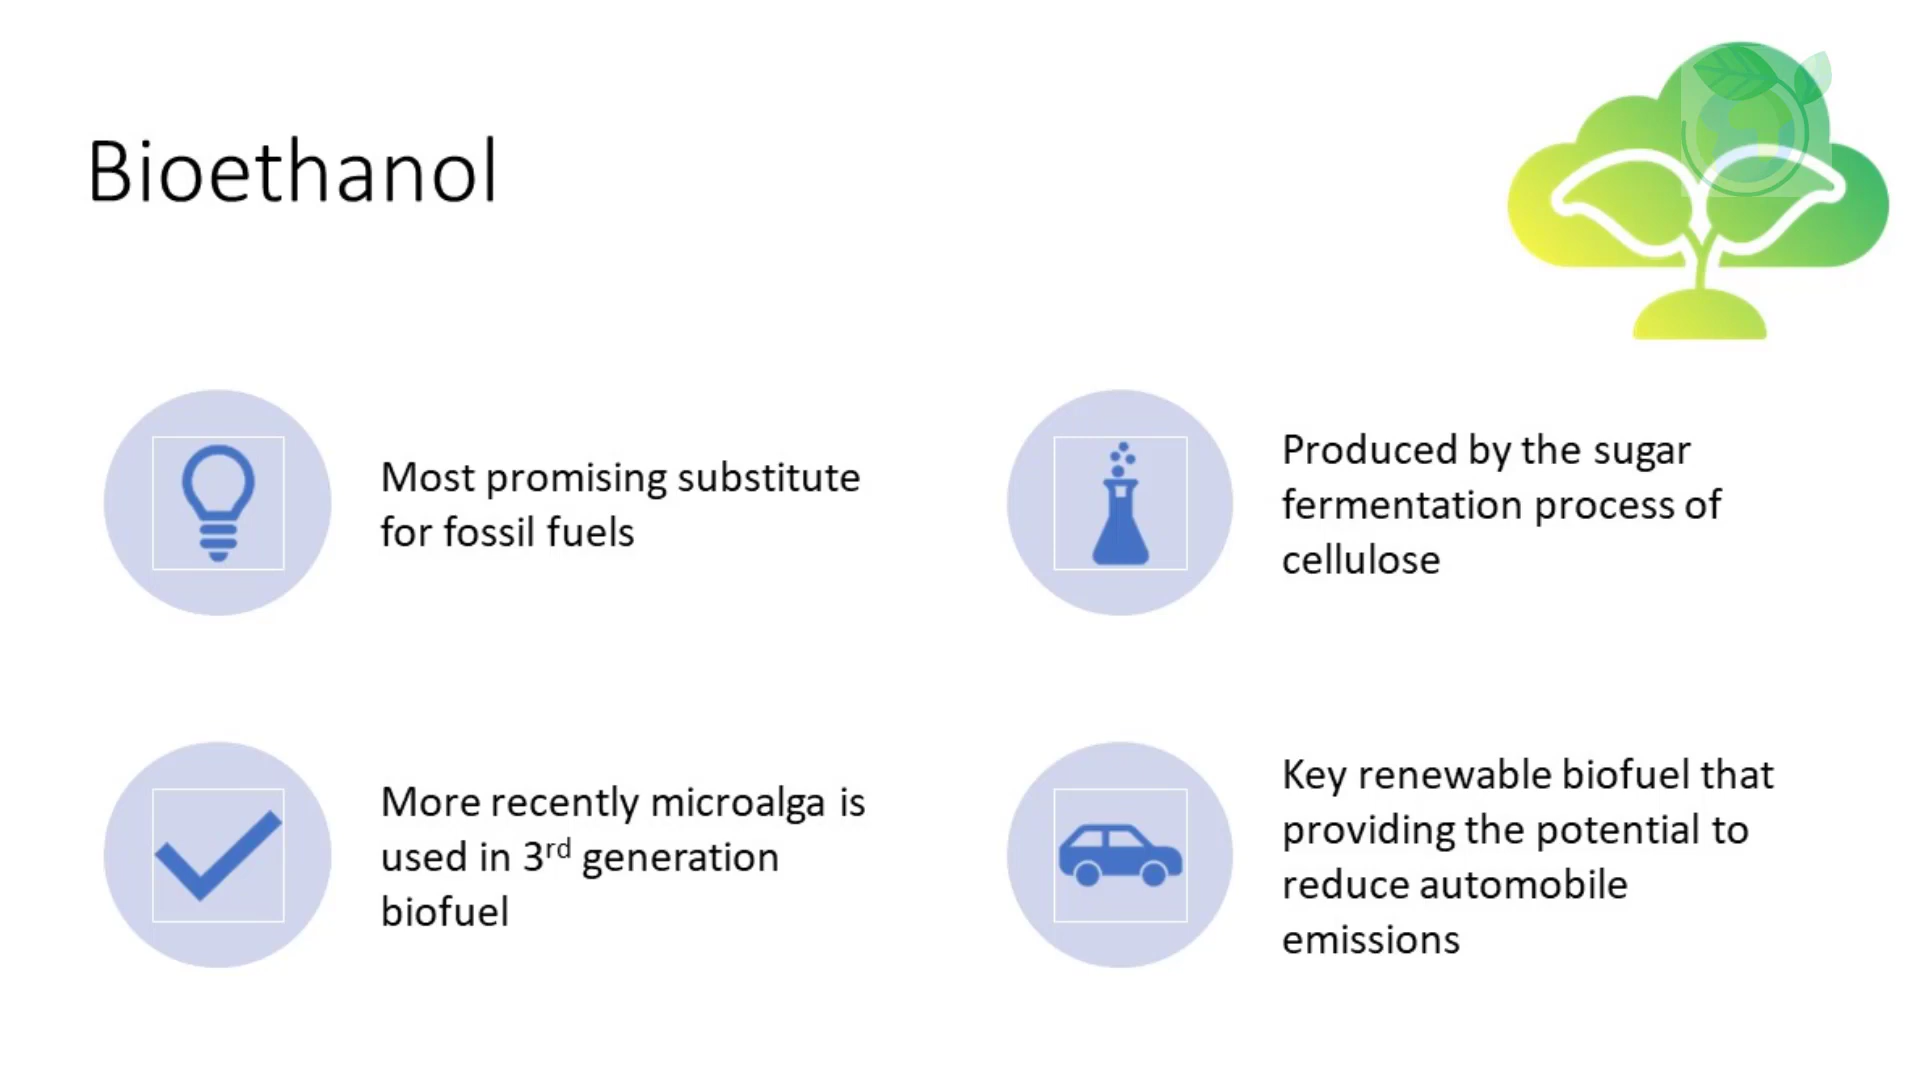 Bioethanol
Most promising substitute
for fossil fuels
Produced by the sugar
fermentation process of
cellulose
More recently microalga is
used in 3rd generation
biofuel
Key renewable biofuel that
providing the potential to
reduce automobile
emissions